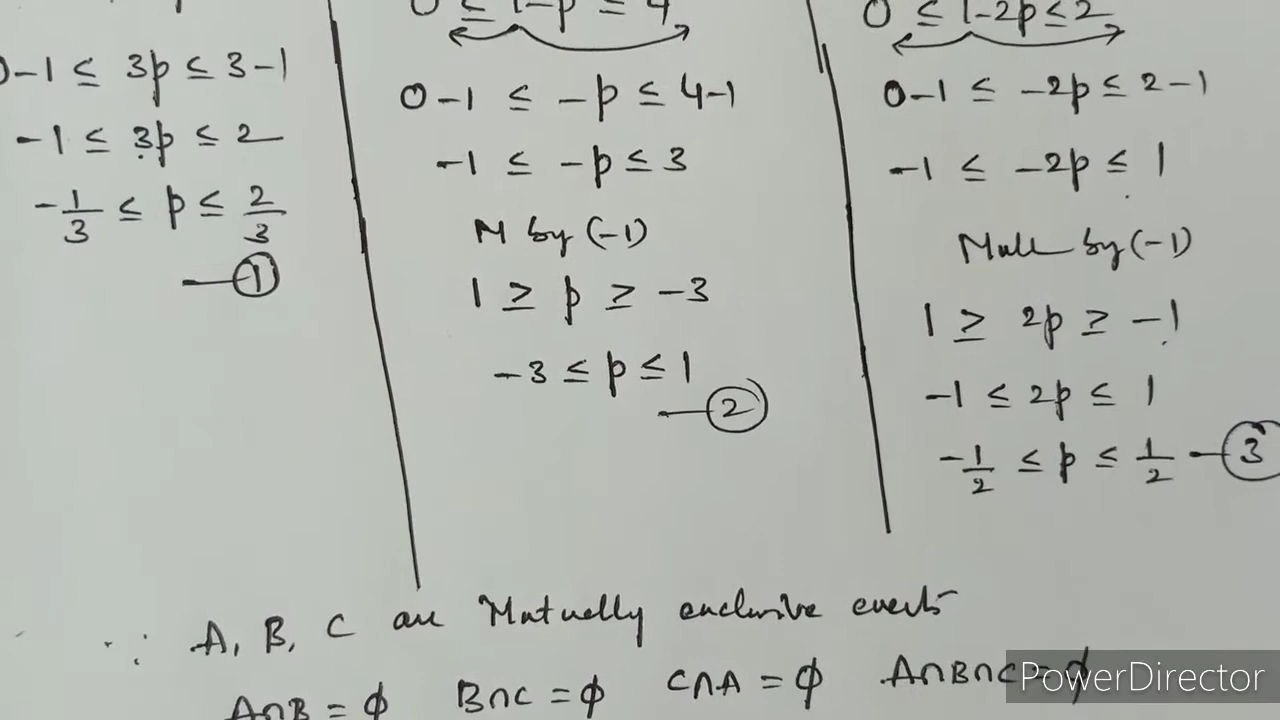 0-1 ≤ 3p ≤ 3-1
-1 ≤ 3p ≤ 2
-1/3 ≤ p ≤ 2/3
—①
0 ≤ 1-p ≤ 4
0-1 ≤ -p ≤ 4-1
-1 ≤ -p ≤ 3
M by (-1)
1 ≥ p ≥ -3
-3 ≤ p ≤ 1
—②
0 ≤ 1-2p ≤ 2
0-1 ≤ -2p ≤ 2-1
-1 ≤ -2p ≤ 1
Mull by (-1)
1 ≥ 2p ≥ -1
-1 ≤ 2p ≤ 1
-1/2 ≤ p ≤ 1/2 —③
∵ A, B, C are Mutually exclusive events
A∩B = ϕ B∩C = ϕ C∩A = ϕ A∩B∩C = ϕ
PowerDirector